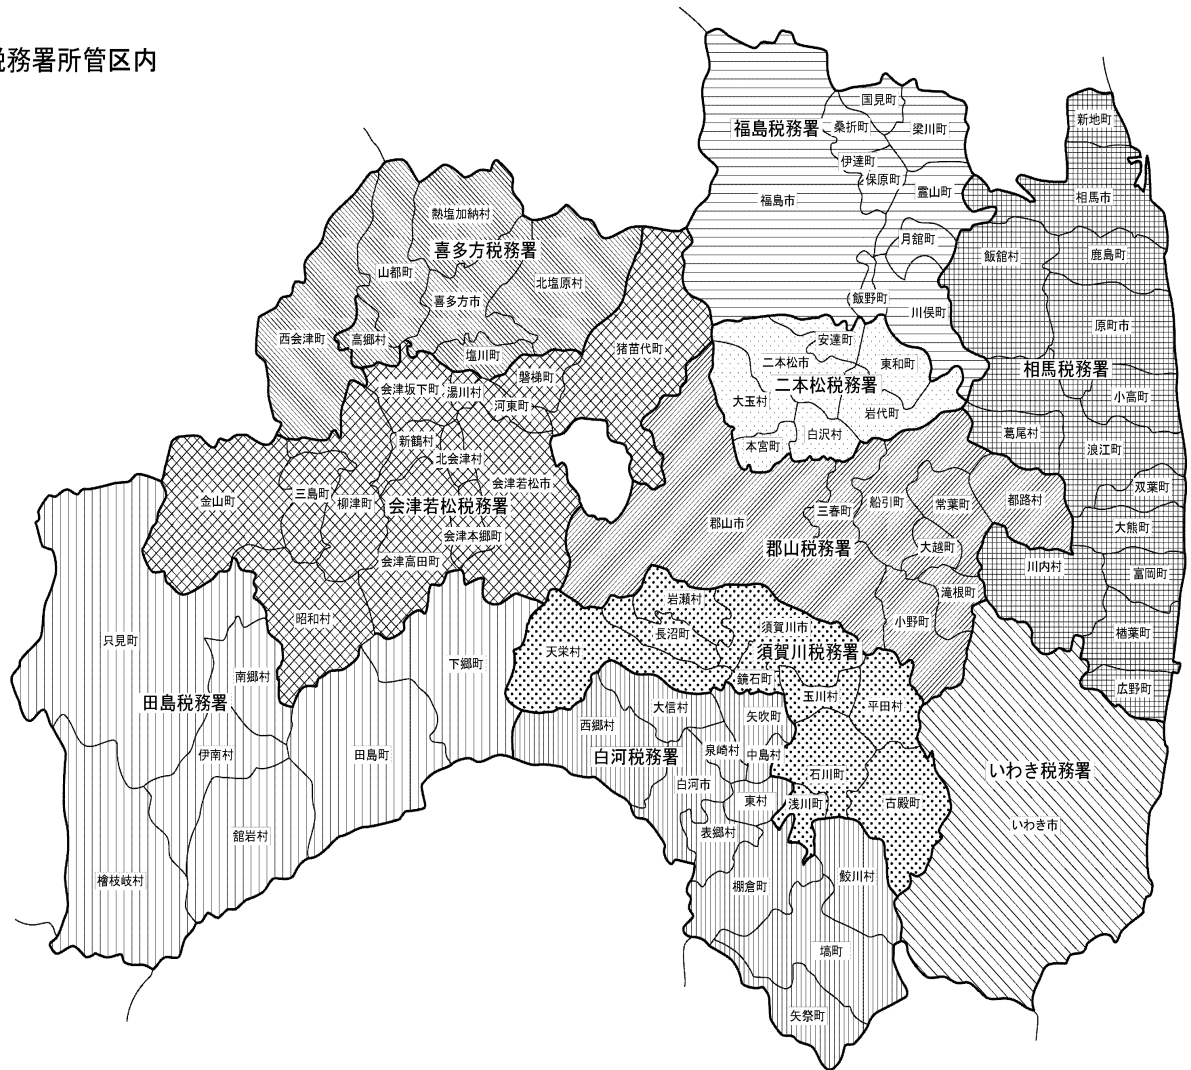 税務署所管区内
国見町
新地町
福島税務署
桑折町
梁川町
伊達町
保原町
霊山町
福島市
相馬市
熱塩加納村
喜多方税務署
月舘町
飯舘村
鹿島町
山都町
北塩原村
喜多方市
飯野町
川俣町
原町市
西会津町
高郷村
塩川町
猪苗代町
安達町
二本松市
東和町
相馬税務署
磐梯町
二本松税務署
会津坂下町
湯川村
河東町
大玉村
岩代町
小高町
新鶴村
本宮町
白沢村
葛尾村
浪江町
北会津村
会津若松市
双葉町
金山町
三島町
柳津町
会津若松税務署
三春町
船引町
常葉町
都路村
郡山市
大熊町
会津本郷町
郡山税務署
大越町
会津高田町
川内村
富岡町
滝根町
岩瀬村
昭和村
小野町
只見町
長沼町
須賀川市
楢葉町
天栄村
須賀川税務署
下郷町
南郷村
鏡石町
広野町
田島税務署
玉川村
平田村
大信村
矢吹町
西郷村
伊南村
田島町
白河税務署
泉崎村
中島村
いわき税務署
石川町
白河市
東村
浅川町
古殿町
いわき市
舘岩村
表郷村
檜枝岐村
棚倉町
鮫川村
塙町
矢祭町